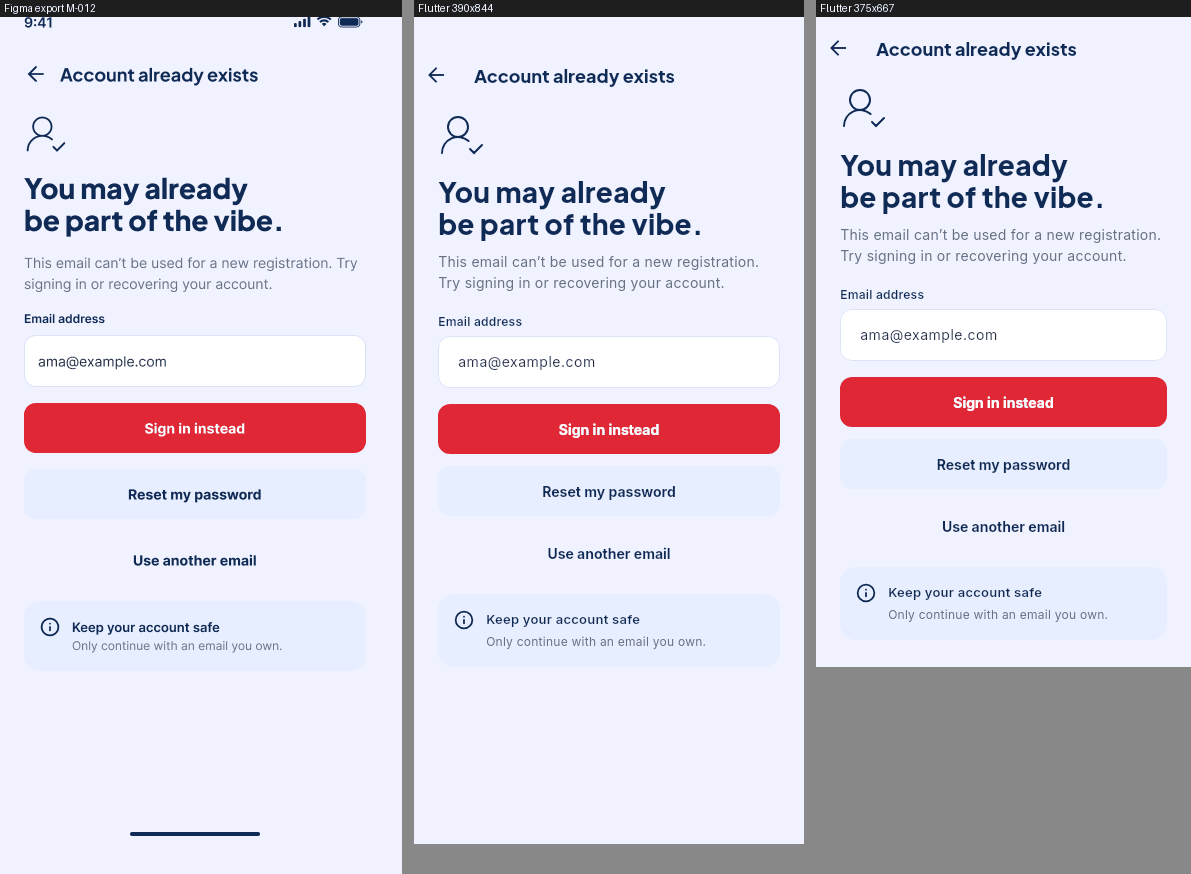 Figma export M-012
9:41
Account already exists
You may already
be part of the vibe.
This email can’t be used for a new registration. Try
signing in or recovering your account.
Email address
ama@example.com
Sign in instead
Reset my password
Use another email
Keep your account safe
Only continue with an email you own.
Flutter 390x844
Account already exists
You may already
be part of the vibe.
This email can’t be used for a new registration.
Try signing in or recovering your account.
Email address
ama@example.com
Sign in instead
Reset my password
Use another email
Keep your account safe
Only continue with an email you own.
Flutter 375x667
Account already exists
You may already
be part of the vibe.
This email can’t be used for a new registration.
Try signing in or recovering your account.
Email address
ama@example.com
Sign in instead
Reset my password
Use another email
Keep your account safe
Only continue with an email you own.